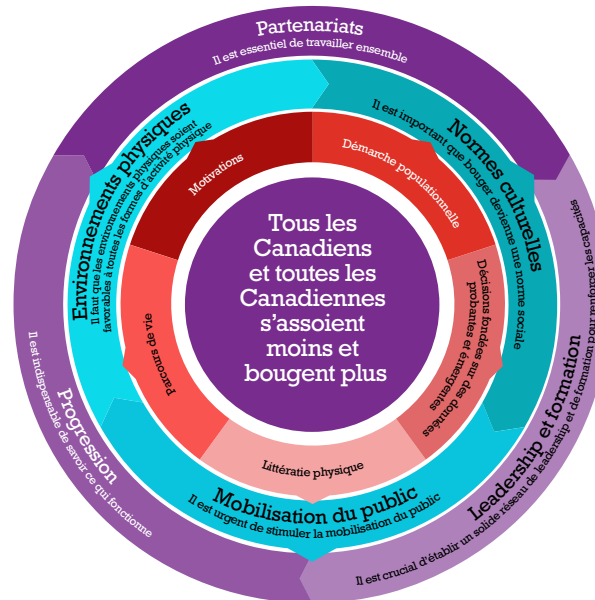 Partenariats
Il est essentiel de travailler ensemble
Normes culturelles
Il est important que bouger devienne une norme sociale
Leadership et formation
Il est crucial d'établir un solide réseau de leadership et de formation pour renforcer les capacités
Mobilisation du public
Il est urgent de stimuler la mobilisation du public
Progression
Il est indispensable de savoir ce qui fonctionne
Environnements physiques
Il faut que les environnements physiques soient
favorables à toutes les formes d'activité physique
Motivations
Démarche populationnelle
Décisions fondées sur des données
probantes et émergentes
Littératie physique
Parcours de vie
Tous les
Canadiens
et toutes les
Canadiennes
s'assoient
moins et
bougent plus